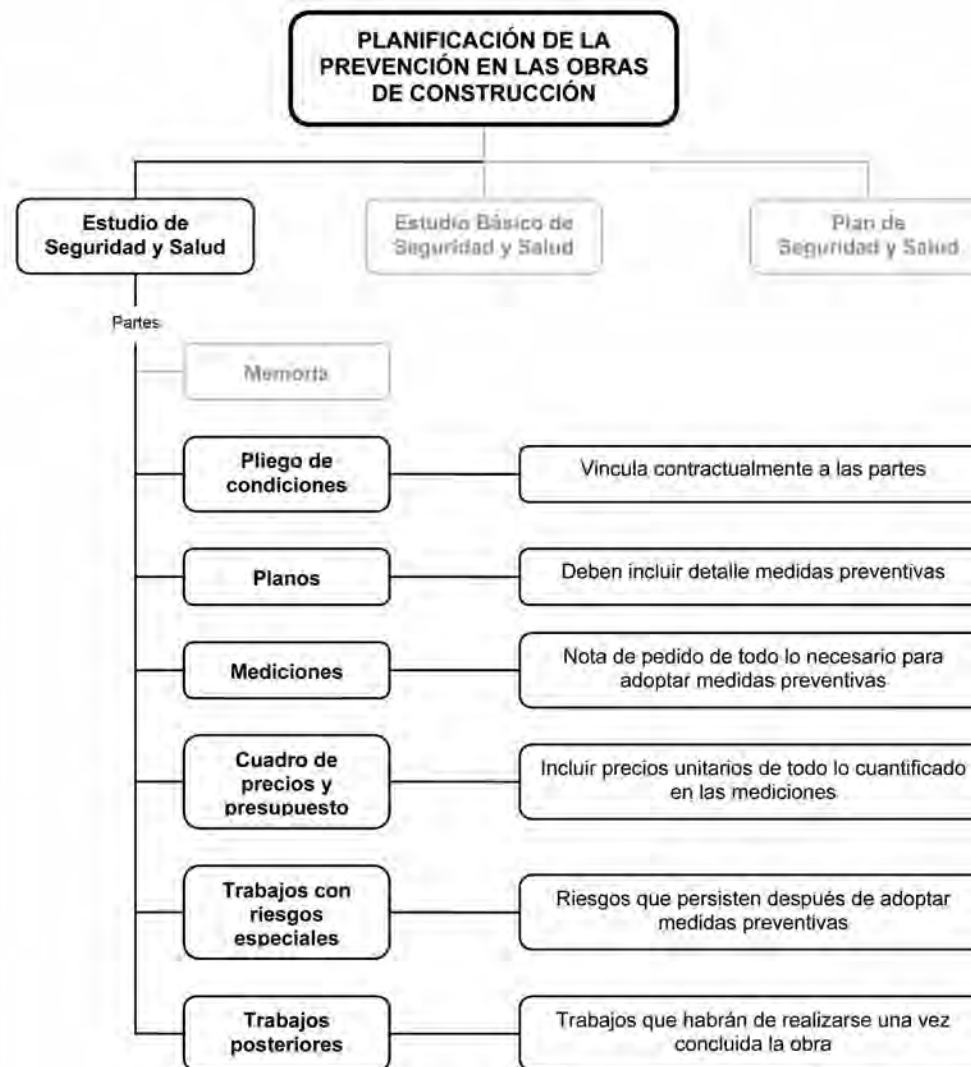 PLANIFICACIÓN DE LA
PREVENCIÓN EN LAS OBRAS
DE CONSTRUCCIÓN
Estudio de
Seguridad y Salud
Estudio Básico de
Seguridad y Salud
Plan de
Seguridad y Salud
Partes
Memoria
Pliego de
condiciones
Vincula contractualmente a las partes
Planos
Deben incluir detalle medidas preventivas
Mediciones
Nota de pedido de todo lo necesario para
adoptar medidas preventivas
Cuadro de
precios y
presupuesto
Incluir precios unitarios de todo lo cuantificado
en las mediciones
Trabajos con
riesgos
especiales
Riesgos que persisten después de adoptar
medidas preventivas
Trabajos
posteriores
Trabajos que habrán de realizarse una vez
concluida la obra